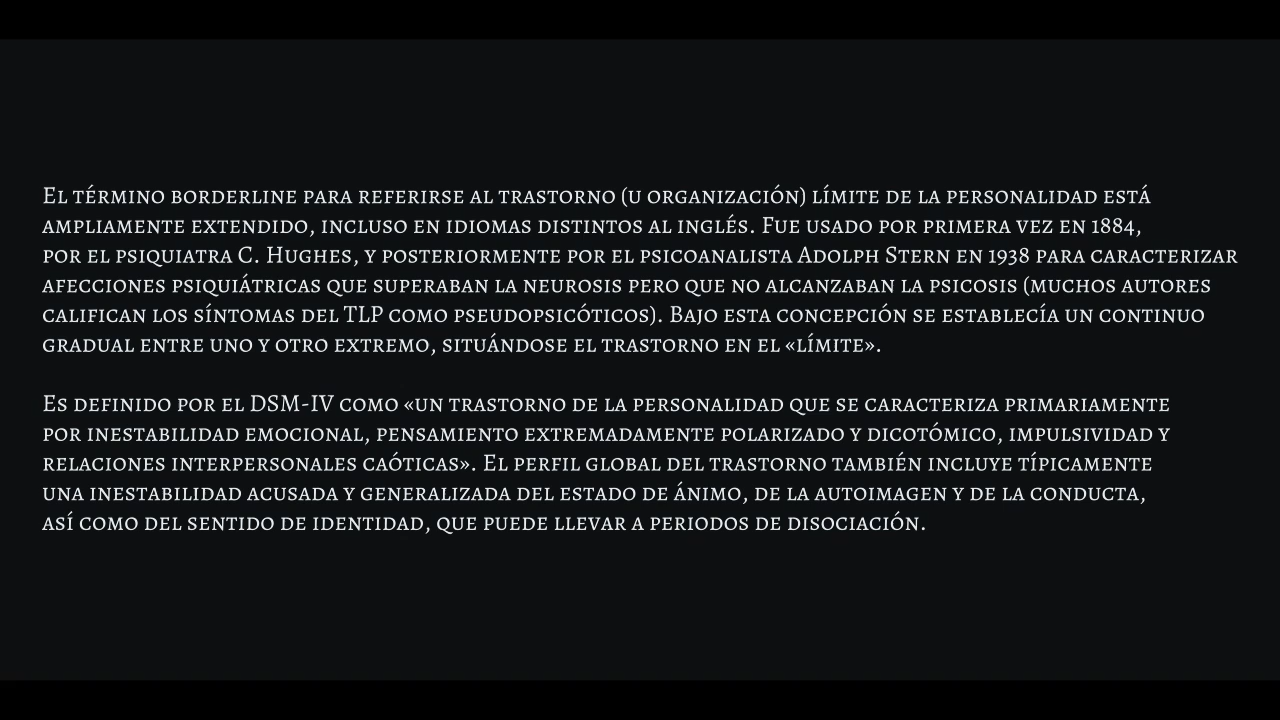 El término borderline para referirse al trastorno (u organización) límite de la personalidad está
ampliamente extendido, incluso en idiomas distintos al inglés. Fue usado por primera vez en 1884,
por el psiquiatra C. Hughes, y posteriormente por el psicoanalista Adolph Stern en 1938 para caracterizar
afecciones psiquiátricas que superaban la neurosis pero que no alcanzaban la psicosis (muchos autores
califican los síntomas del TLP como pseudopsicóticos). Bajo esta concepción se establecía un continuo
gradual entre uno y otro extremo, situándose el trastorno en el «límite».

Es definido por el DSM-IV como «un trastorno de la personalidad que se caracteriza primariamente
por inestabilidad emocional, pensamiento extremadamente polarizado y dicotómico, impulsividad y
relaciones interpersonales caóticas». El perfil global del trastorno también incluye típicamente
una inestabilidad acusada y generalizada del estado de ánimo, de la autoimagen y de la conducta,
así como del sentido de identidad, que puede llevar a periodos de disociación.